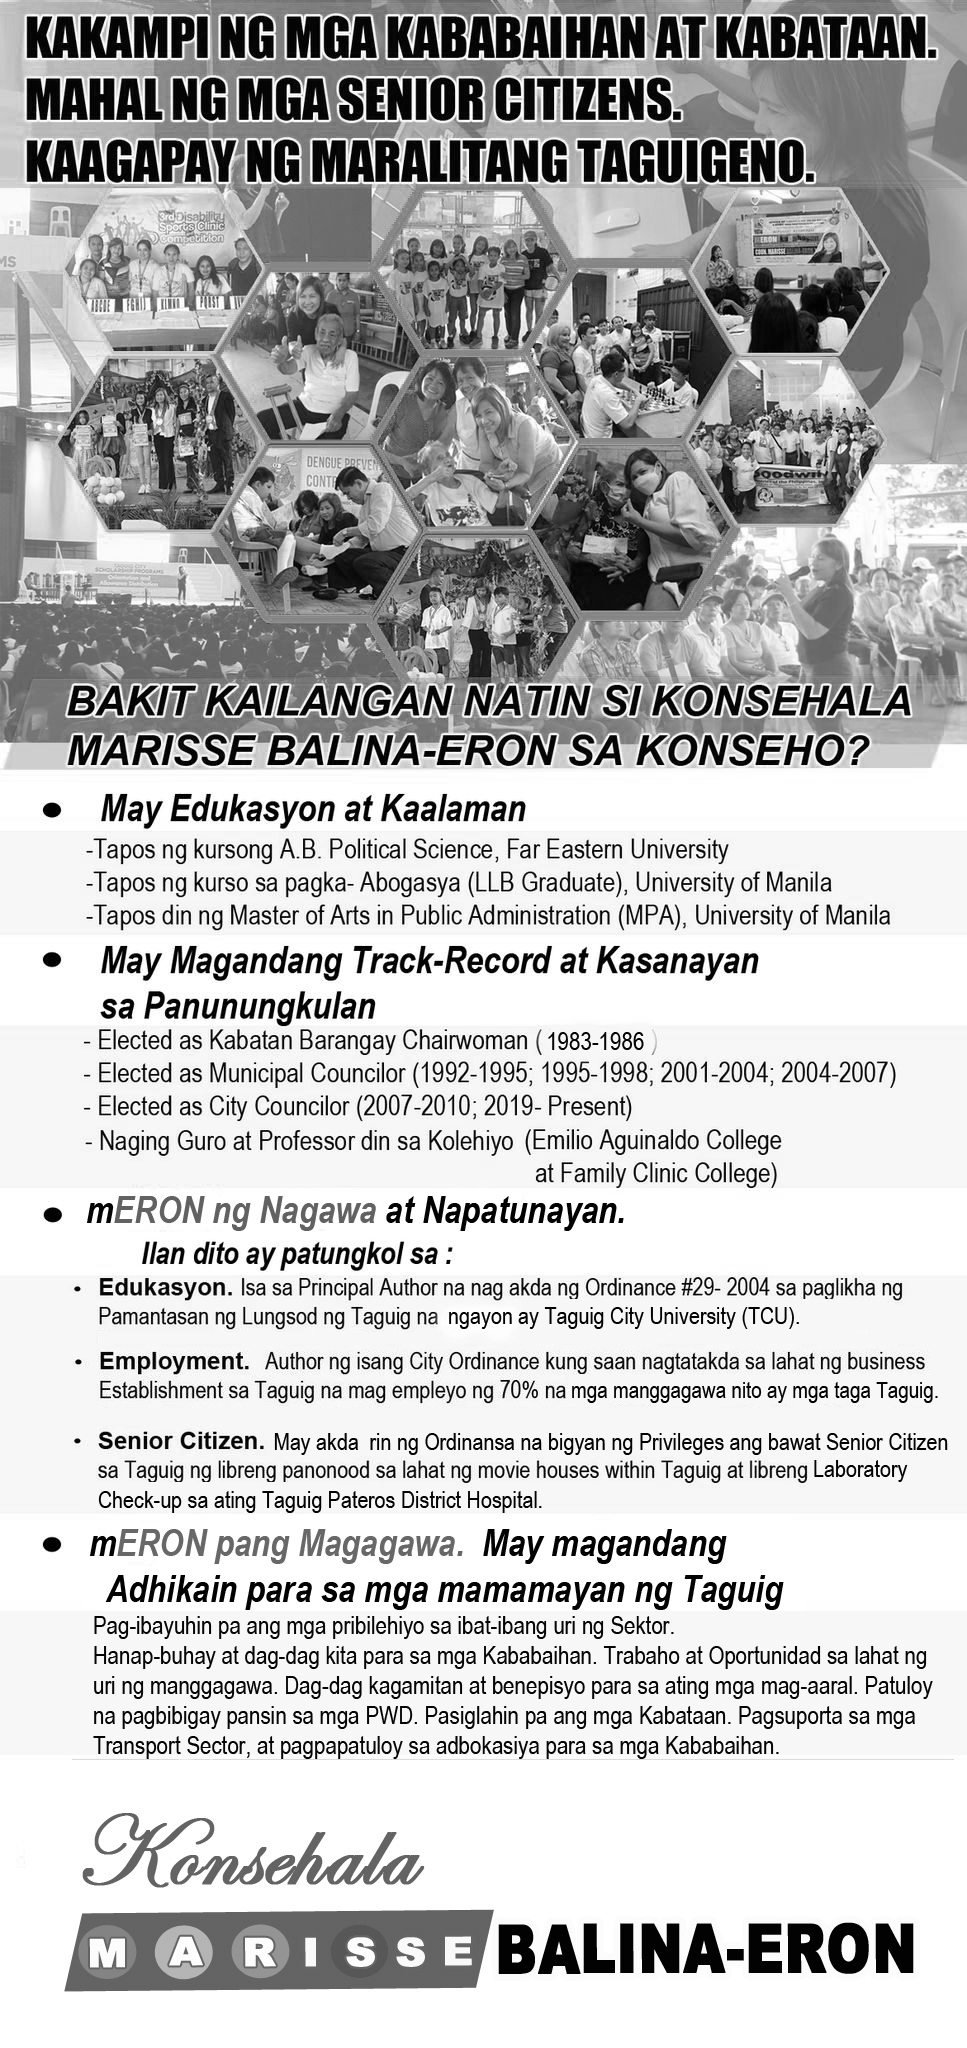 KAKAMPI NG MGA KABABAIHAN AT KABATAAN.
MAHAL NG MGA SENIOR CITIZENS.
KAAGAPAY NG MARALITANG TAGUIGENO.
3rd Disability
Sports Clinic
Competition
DENGUE PREVEN
CONTR
SCHOLARSHIP PROGRAMS
Orientation and
Allowance Distribution
BAKIT KAILANGAN NATIN SI KONSEHALA
MARISSE BALINA-ERON SA KONSEHO?
• May Edukasyon at Kaalaman
-Tapos ng kursong A.B. Political Science, Far Eastern University
-Tapos ng kurso sa pagka- Abogasya (LLB Graduate), University of Manila
-Tapos din ng Master of Arts in Public Administration (MPA), University of Manila
• May Magandang Track-Record at Kasanayan
sa Panunungkulan
- Elected as Kabatan Barangay Chairwoman ( 1983-1986 )
- Elected as Municipal Councilor (1992-1995; 1995-1998; 2001-2004; 2004-2007)
- Elected as City Councilor (2007-2010; 2019- Present)
- Naging Guro at Professor din sa Kolehiyo (Emilio Aguinaldo College
at Family Clinic College)
• mERON ng Nagawa at Napatunayan.
Ilan dito ay patungkol sa :
• Edukasyon. Isa sa Principal Author na nag akda ng Ordinance #29- 2004 sa paglikha ng
Pamantasan ng Lungsod ng Taguig na ngayon ay Taguig City University (TCU).
• Employment. Author ng isang City Ordinance kung saan nagtatakda sa lahat ng business
Establishment sa Taguig na mag empleyo ng 70% na mga manggagawa nito ay mga taga Taguig.
• Senior Citizen. May akda rin ng Ordinansa na bigyan ng Privileges ang bawat Senior Citizen
sa Taguig ng libreng panonood sa lahat ng movie houses within Taguig at libreng Laboratory
Check-up sa ating Taguig Pateros District Hospital.
• mERON pang Magagawa. May magandang
Adhikain para sa mga mamamayan ng Taguig
Pag-ibayuhin pa ang mga pribilehiyo sa ibat-ibang uri ng Sektor.
Hanap-buhay at dag-dag kita para sa mga Kababaihan. Trabaho at Oportunidad sa lahat ng
uri ng manggagawa. Dag-dag kagamitan at benepisyo para sa ating mga mag-aaral. Patuloy
na pagbibigay pansin sa mga PWD. Pasiglahin pa ang mga Kabataan. Pagsuporta sa mga
Transport Sector, at pagpapatuloy sa adbokasiya para sa mga Kababaihan.
Konsehala
MARISSE BALINA-ERON